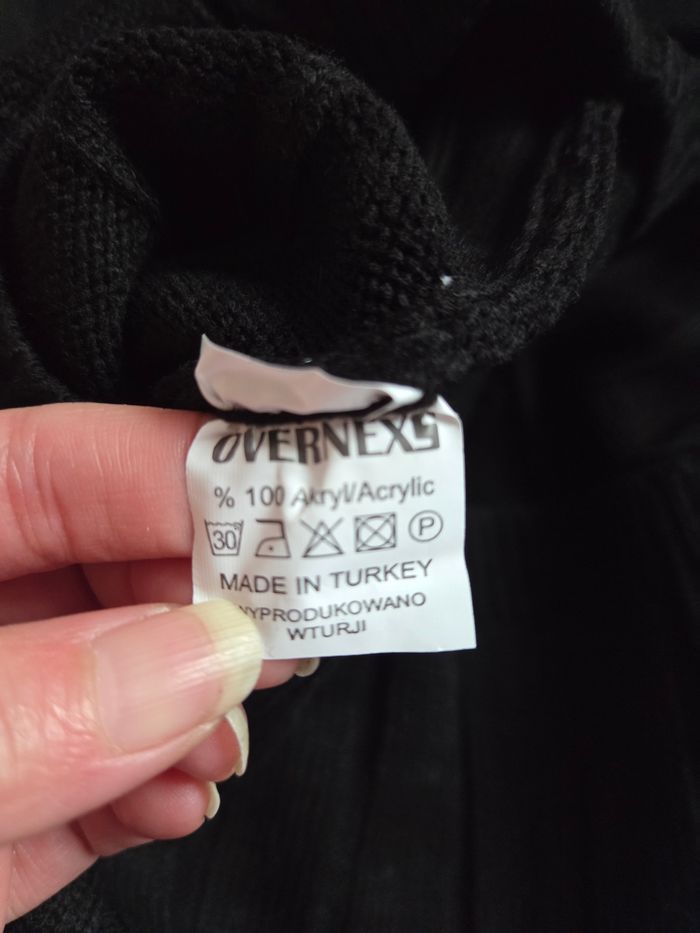 OVERNEXS
% 100 Akryl/Acrylic
30 P
MADE IN TURKEY
WYPRODUKOWANO
WTURJI